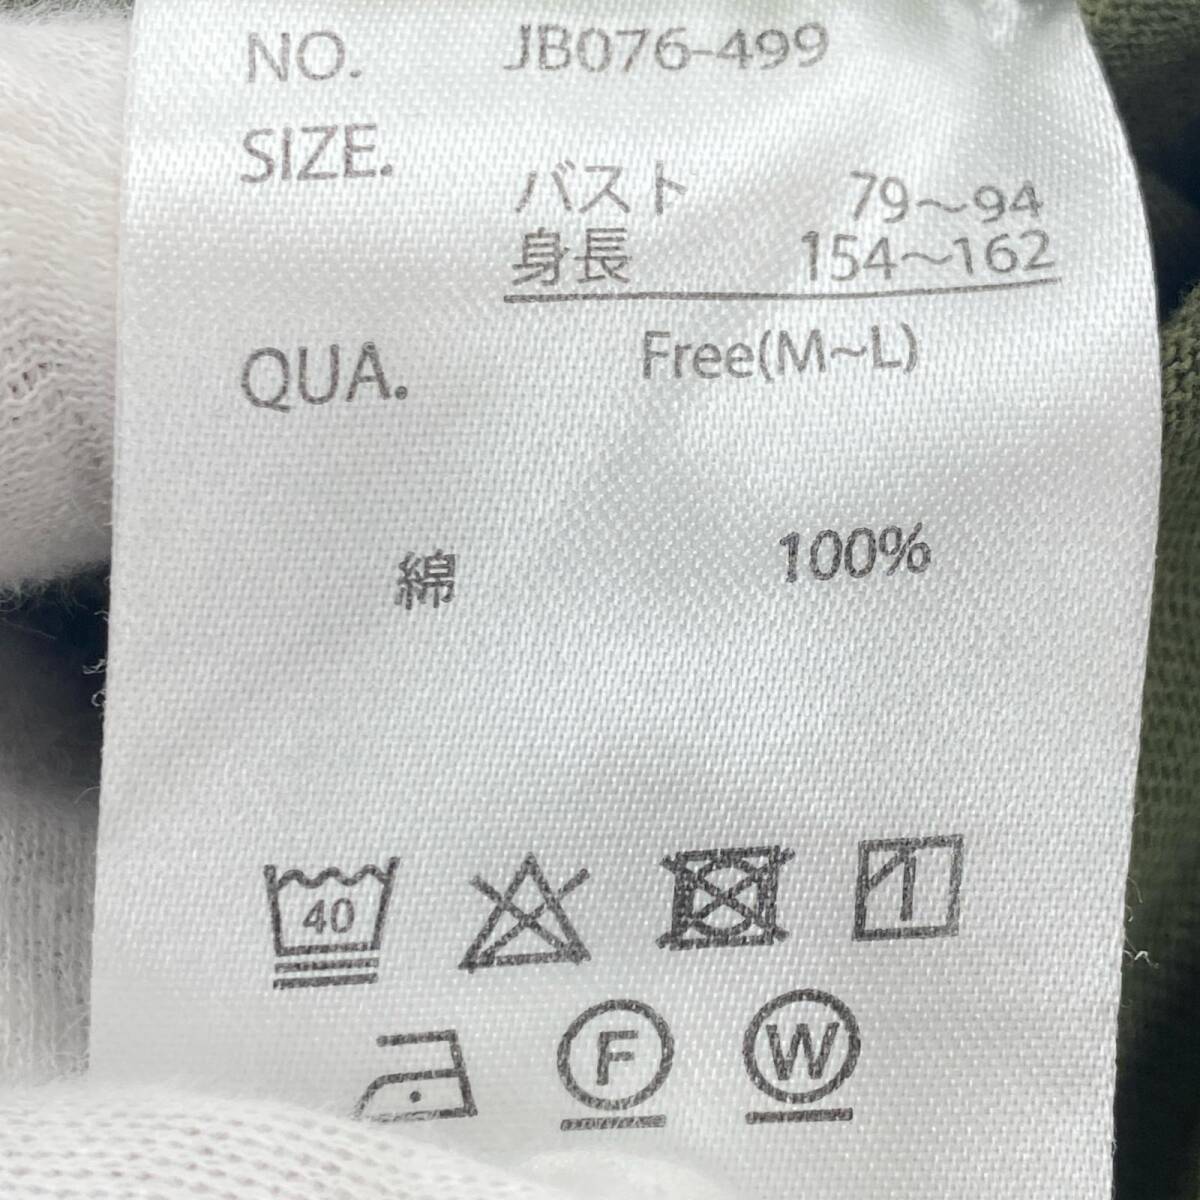 NO. JB076-499
SIZE.
バスト 79～94
身長 154～162
QUA. Free(M~L)
綿 100%
40
F W